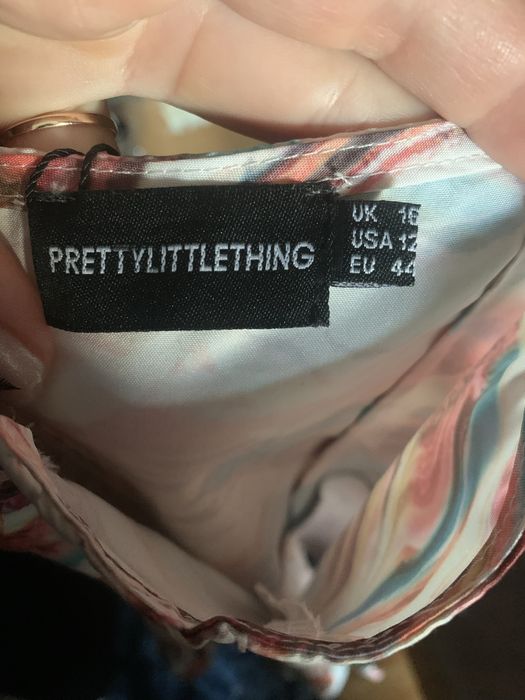 PRETTYLITTLETHING
UK 16
USA 12
EU 44